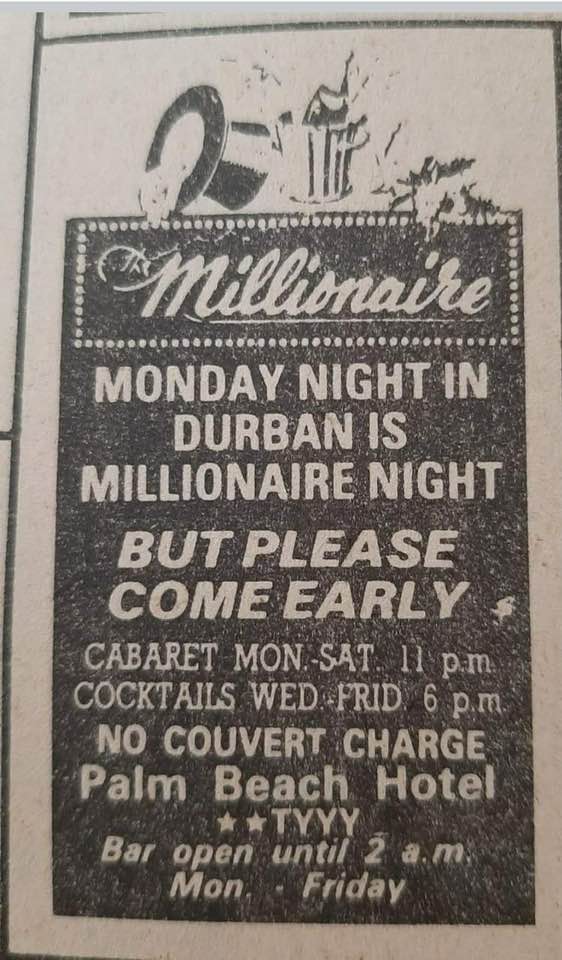 The
Millionaire
MONDAY NIGHT IN
DURBAN IS
MILLIONAIRE NIGHT
BUT PLEASE
COME EARLY
CABARET MON.-SAT. 11 p.m.
COCKTAILS WED.-FRID. 6 p.m.
NO COUVERT CHARGE
Palm Beach Hotel
★★TYYY
Bar open until 2 a.m.
Mon. - Friday